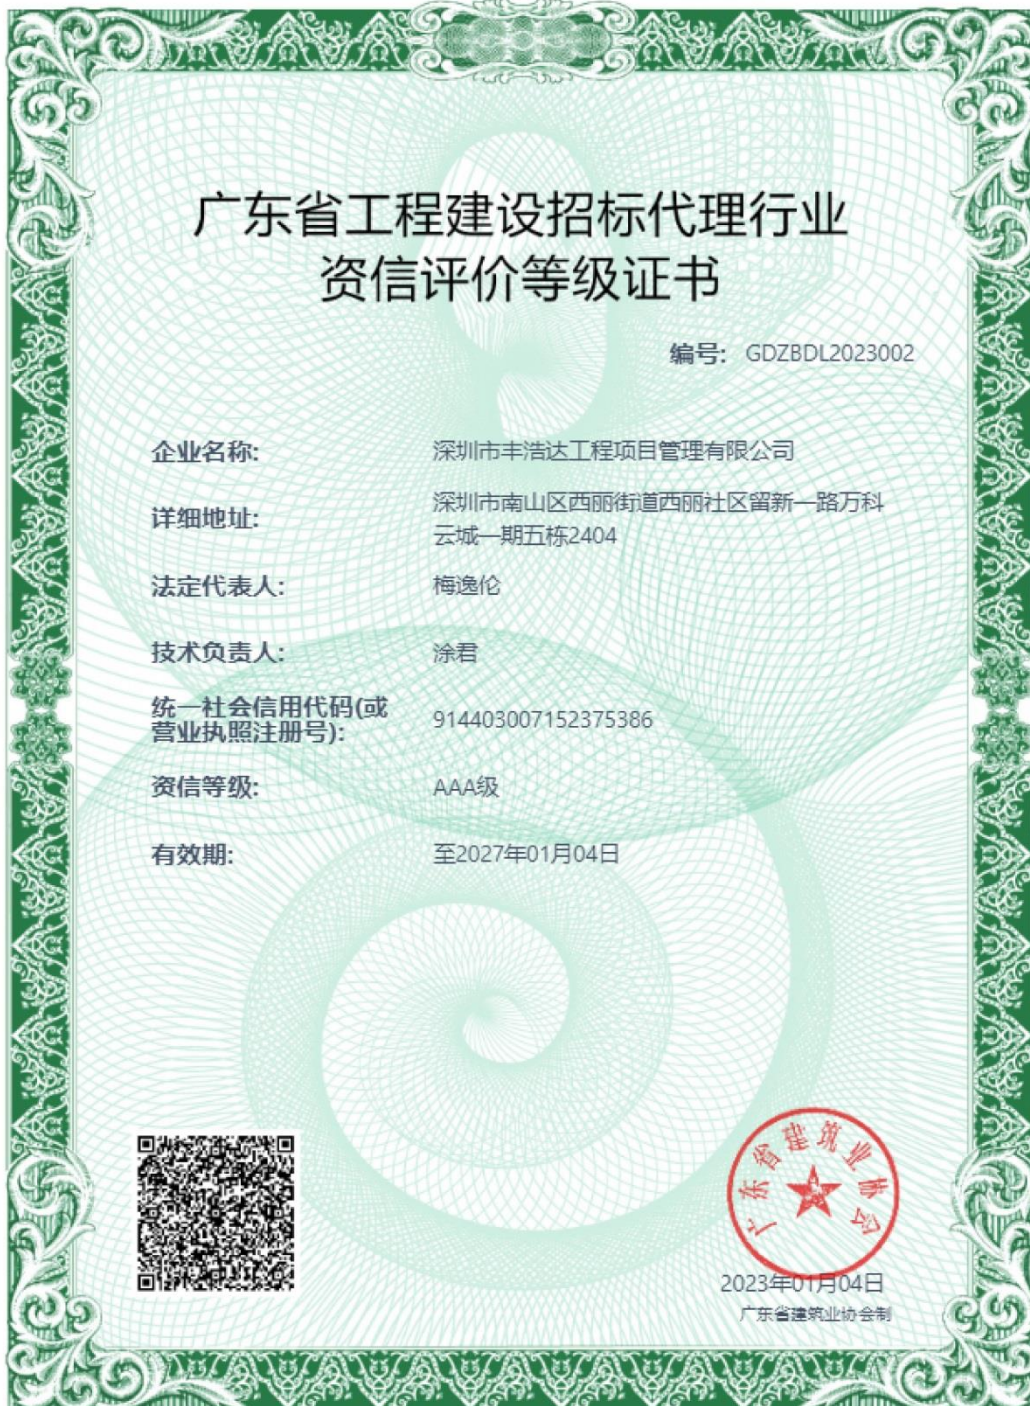 广东省工程建设招标代理行业
资信评价等级证书
编号: GDZBDL2023002
企业名称: 深圳市丰浩达工程项目管理有限公司
详细地址: 深圳市南山区西丽街道西丽社区留新一路万科
云城一期五栋2404
法定代表人: 梅逸伦
技术负责人: 涂君
统一社会信用代码(或
营业执照注册号): 914403007152375386
资信等级: AAA级
有效期: 至2027年01月04日
广东省建筑业协会
2023年01月04日
广东省建筑业协会制